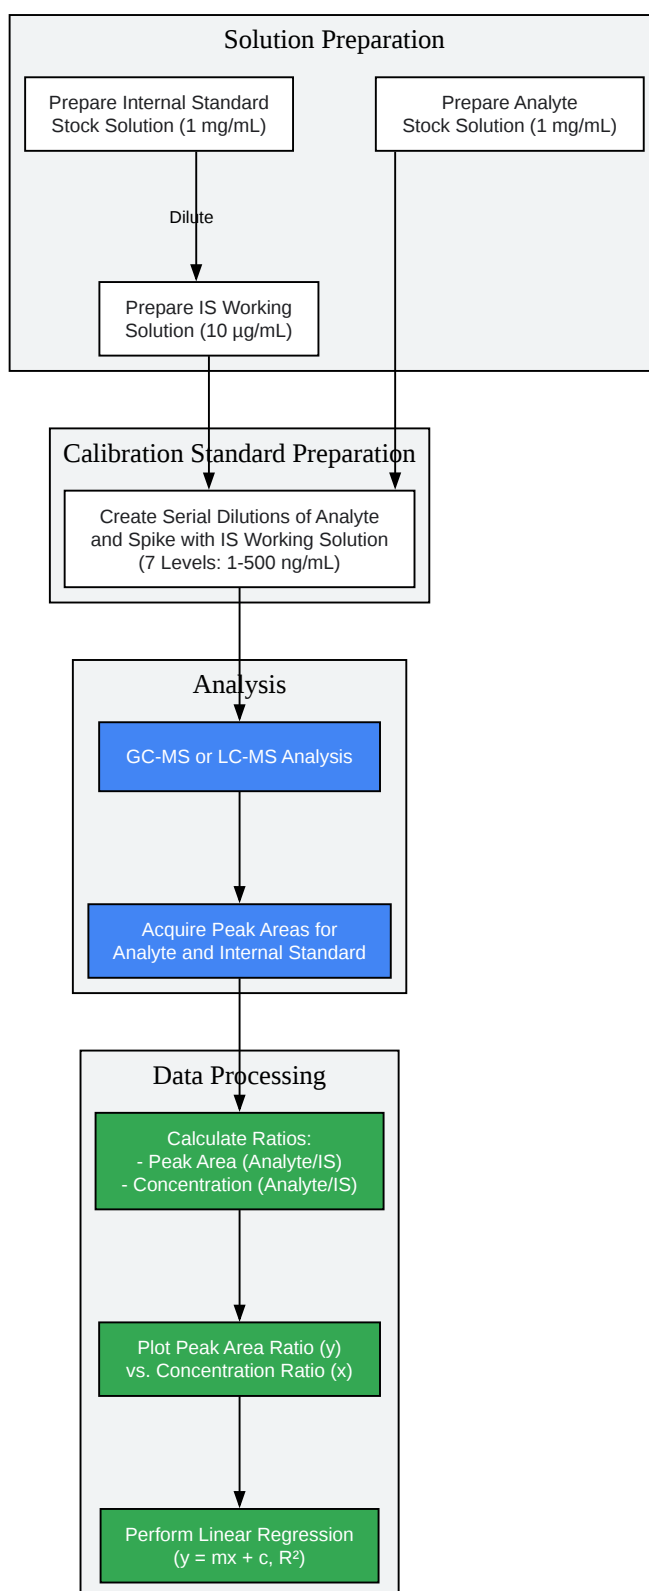 Solution Preparation
Prepare Internal Standard
Stock Solution (1 mg/mL)
Prepare Analyte
Stock Solution (1 mg/mL)
Dilute
Prepare IS Working
Solution (10 µg/mL)
Calibration Standard Preparation
Create Serial Dilutions of Analyte
and Spike with IS Working Solution
(7 Levels: 1-500 ng/mL)
Analysis
GC-MS or LC-MS Analysis
Acquire Peak Areas for
Analyte and Internal Standard
Data Processing
Calculate Ratios:
- Peak Area (Analyte/IS)
- Concentration (Analyte/IS)
Plot Peak Area Ratio (y)
vs. Concentration Ratio (x)
Perform Linear Regression
(y = mx + c, R²)